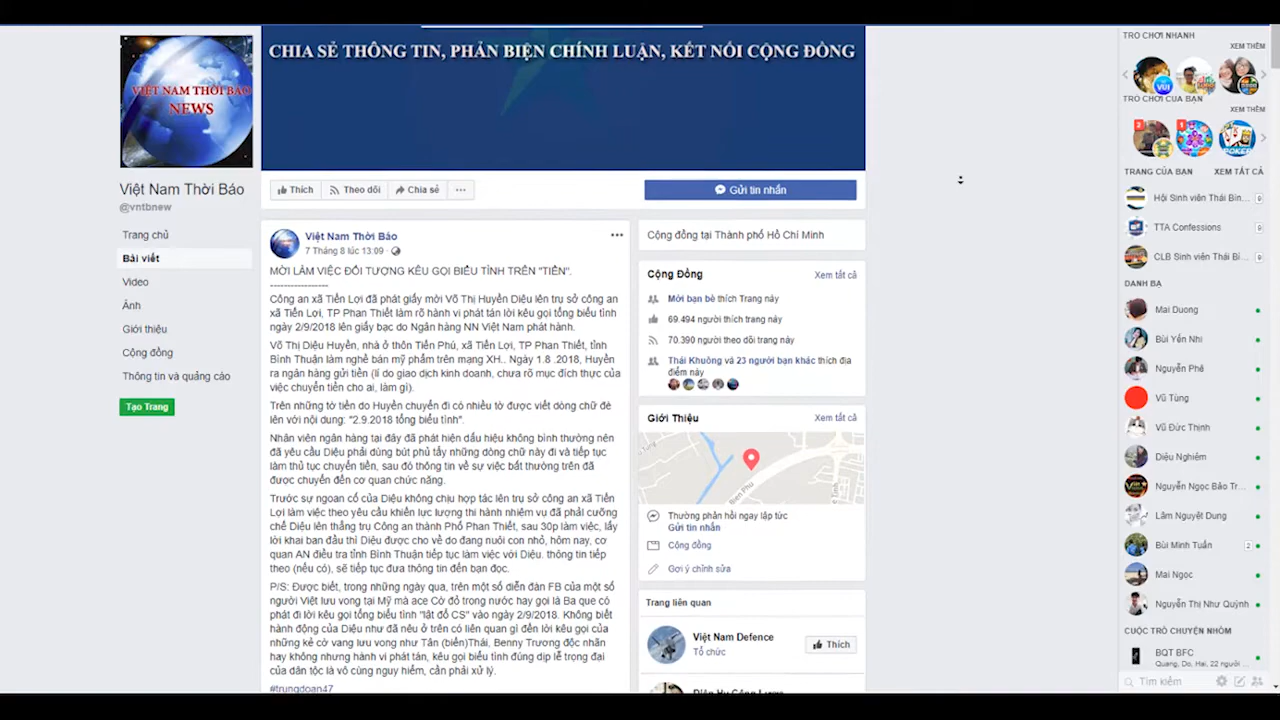 CHIA SẺ THÔNG TIN, PHẢN BIỆN CHÍNH LUẬN, KẾT NỐI CỘNG ĐỒNG
VIỆT NAM THỜI BÁO
NEWS
Việt Nam Thời Báo
@vntbnew
Trang chủ
Bài viết
Video
Ảnh
Giới thiệu
Cộng đồng
Thông tin và quảng cáo
Tạo Trang
Thích
Theo dõi
Chia sẻ
Gửi tin nhắn
Việt Nam Thời Báo
7 Tháng 8 lúc 13:09
MỜI LÀM VIỆC ĐỐI TƯỢNG KÊU GỌI BIỂU TÌNH TRÊN "TIỀN".
-----------------
Công an xã Tiến Lợi đã phát giấy mời Võ Thị Huyền Diệu lên trụ sở công an
xã Tiến Lợi, TP Phan Thiết làm rõ hành vi phát tán lời kêu gọi tổng biểu tình
ngày 2/9/2018 lên giấy bạc do Ngân hàng NN Việt Nam phát hành.
Võ Thị Diệu Huyền, nhà ở thôn Tiến Phú, xã Tiến Lợi, TP Phan Thiết, tỉnh
Bình Thuận làm nghề bán mỹ phẩm trên mạng XH.. Ngày 1.8 .2018, Huyền
ra ngân hàng gửi tiền (lí do giao dịch kinh doanh, chưa rõ mục đích thực của
việc chuyển tiền cho ai, làm gì).
Trên những tờ tiền do Huyền chuyển đi có nhiều tờ được viết dòng chữ đè
lên với nội dung: "2.9.2018 tổng biểu tình".
Nhân viên ngân hàng tại đây đã phát hiện dấu hiệu không bình thường nên
đã yêu cầu Diệu phải dùng bút phủ tẩy những dòng chữ này đi và tiếp tục
làm thủ tục chuyển tiền, sau đó thông tin về sự việc bất thường trên đã
được chuyển đến cơ quan chức năng.
Trước sự ngoan cố của Diệu không chịu hợp tác lên trụ sở công an xã Tiến
Lợi làm việc theo yêu cầu khiến lực lượng thi hành nhiệm vụ đã phải cưỡng
chế Diệu lên thẳng trụ Công an thành Phố Phan Thiết, sau 30p làm việc, lấy
lời khai ban đầu thì Diệu được cho về do đang nuôi con nhỏ, hôm nay, cơ
quan AN điều tra tỉnh Bình Thuận tiếp tục làm việc với Diệu. thông tin tiếp
theo (nếu có), sẽ tiếp tục đưa thông tin đến bạn đọc.
P/S: Được biết, trong những ngày qua, trên một số diễn đàn FB của một số
người Việt lưu vong tại Mỹ mà ace Cờ đỏ trong nước hay gọi là Ba que có
phát đi lời kêu gọi tổng biểu tình "lật đổ CS" vào ngày 2/9/2018. Không biết
hành động của Diệu như đã nêu ở trên có liên quan gì đến lời kêu gọi của
những kẻ cờ vang lưu vong như Tân (biến)Thái, Benny Trương độc nhãn
hay không nhưng hành vi phát tán, kêu gọi biểu tình đúng dịp lễ trọng đại
của dân tộc là vô cùng nguy hiểm, cần phải xử lý.
#trungdoan47
Cộng đồng tại Thành phố Hồ Chí Minh
Cộng Đồng
Xem tất cả
Mời bạn bè thích Trang này
69.494 người thích trang này
70.390 người theo dõi trang này
Thái Khuông và 23 người bạn khác thích địa
điểm này
Giới Thiệu
Xem tất cả
Thường phản hồi ngay lập tức
Gửi tin nhắn
Cộng đồng
Gợi ý chỉnh sửa
Trang liên quan
Việt Nam Defence
Tổ chức
Thích
TRÒ CHƠI NHANH
XEM THÊM
TRÒ CHƠI CỦA BẠN
XEM THÊM
TRANG CỦA BẠN
XEM TẤT CẢ
Hội Sinh viên Thái Bìn...
TTA Confessions
CLB Sinh viên Thái Bì...
DANH BẠ
Mai Duong
Bùi Yến Nhi
Nguyễn Phê
Vũ Tùng
Vũ Đức Thịnh
Diệu Nghiêm
Nguyễn Ngọc Bảo Tr...
Lâm Nguyệt Dung
Bùi Minh Tuấn
2
Mai Ngọc
Nguyễn Thị Như Quỳnh
CUỘC TRÒ CHUYỆN NHÓM
BQT BFC
Quang, Do, Hai, 22 người...
Tìm kiếm